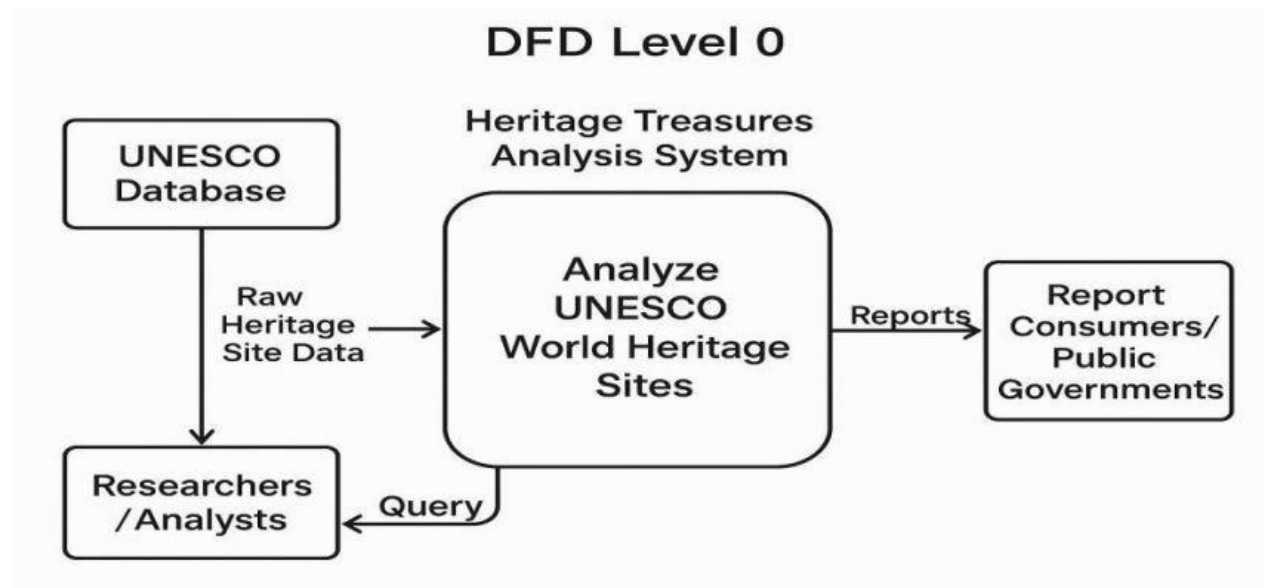 DFD Level 0
Heritage Treasures
Analysis System
UNESCO
Database
Raw
Heritage
Site Data
Analyze
UNESCO
World Heritage
Sites
Reports
Report
Consumers/
Public
Governments
Researchers
/Analysts
Query